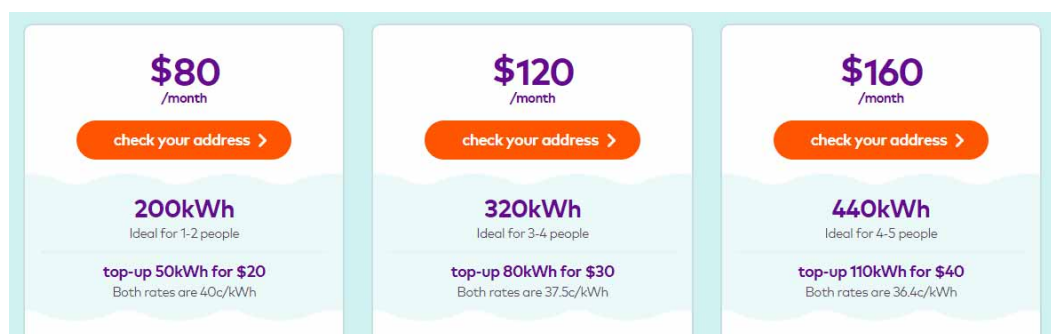 $80
/month
check your address >
200kWh
Ideal for 1-2 people
top-up 50kWh for $20
Both rates are 40c/kWh
$120
/month
check your address >
320kWh
Ideal for 3-4 people
top-up 80kWh for $30
Both rates are 37.5c/kWh
$160
/month
check your address >
440kWh
Ideal for 4-5 people
top-up 110kWh for $40
Both rates are 36.4c/kWh